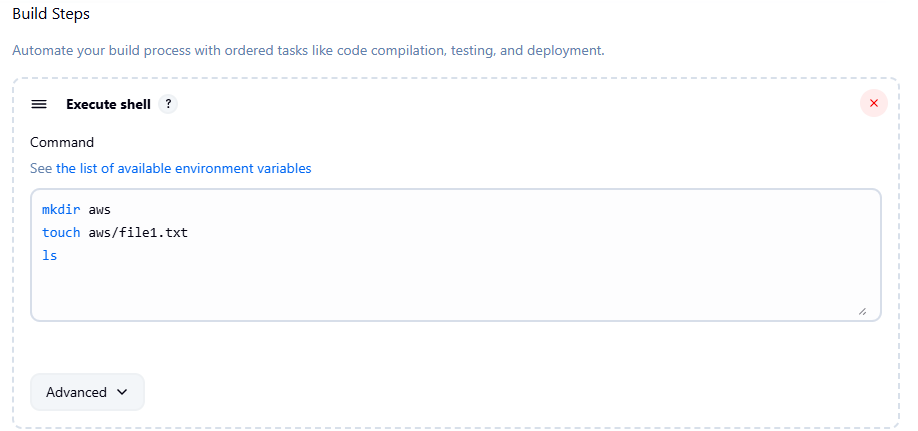 Build Steps
Automate your build process with ordered tasks like code compilation, testing, and deployment.
Execute shell ?
Command
See the list of available environment variables
mkdir aws
touch aws/file1.txt
ls
Advanced